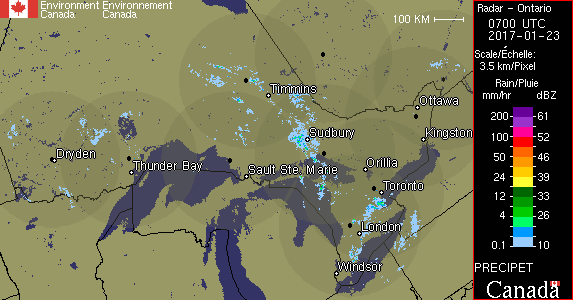 Environment Environnement
Canada Canada
100 KM
Timmins
Ottawa
Sudbury
Kingston
Dryden
Thunder Bay
Sault Ste. Marie
Orillia
Toronto
London
Windsor
Radar - Ontario
0700 UTC
2017-01-23
Scale/Échelle:
3.5 km/Pixel
Rain/Pluie
mm/hr dBZ
200 61
100 52
50 46
24 39
12 33
4 26
0.1 10
PRECIPET
Canada